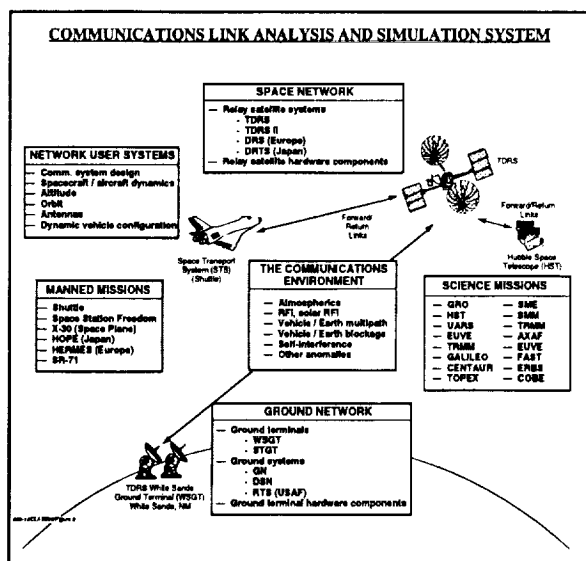 COMMUNICATIONS LINK ANALYSIS AND SIMULATION SYSTEM
SPACE NETWORK
— Relay satellite systems
- TDRS
- TDRS II
- DRS (Europe)
- DRTS (Japan)
— Relay satellite hardware components
TDRS
NETWORK USER SYSTEMS
— Comm. system design
— Spacecraft / aircraft dynamics
— Altitude
— Orbit
— Antennas
— Dynamic vehicle configuration
Forward/
Return
Links
Forward/Return
Links
Space Transport
System (STS)
(Shuttle)
Hubble Space
Telescope (HST)
MANNED MISSIONS
— Shuttle
— Space Station Freedom
— X-30 (Space Plane)
— HOPE (Japan)
— HERMES (Europe)
— SR-71
THE COMMUNICATIONS
ENVIRONMENT
— Atmospherics
— RFI, solar RFI
— Vehicle / Earth multipath
— Vehicle / Earth blockage
— Self-interference
— Other anomalies
SCIENCE MISSIONS
— GRO — SME
— HST — SMM
— UARS — TRMM
— EUVE — AXAF
— TRMM — EUVE
— GALILEO — FAST
— CENTAUR — ERBS
— TOPEX — COBE
GROUND NETWORK
— Ground terminals
- WSGT
- STGT
— Ground systems
- GN
- DSN
- RTS (USAF)
— Ground terminal hardware components
TDRS White Sands
Ground Terminal (WSGT)
White Sands, NM